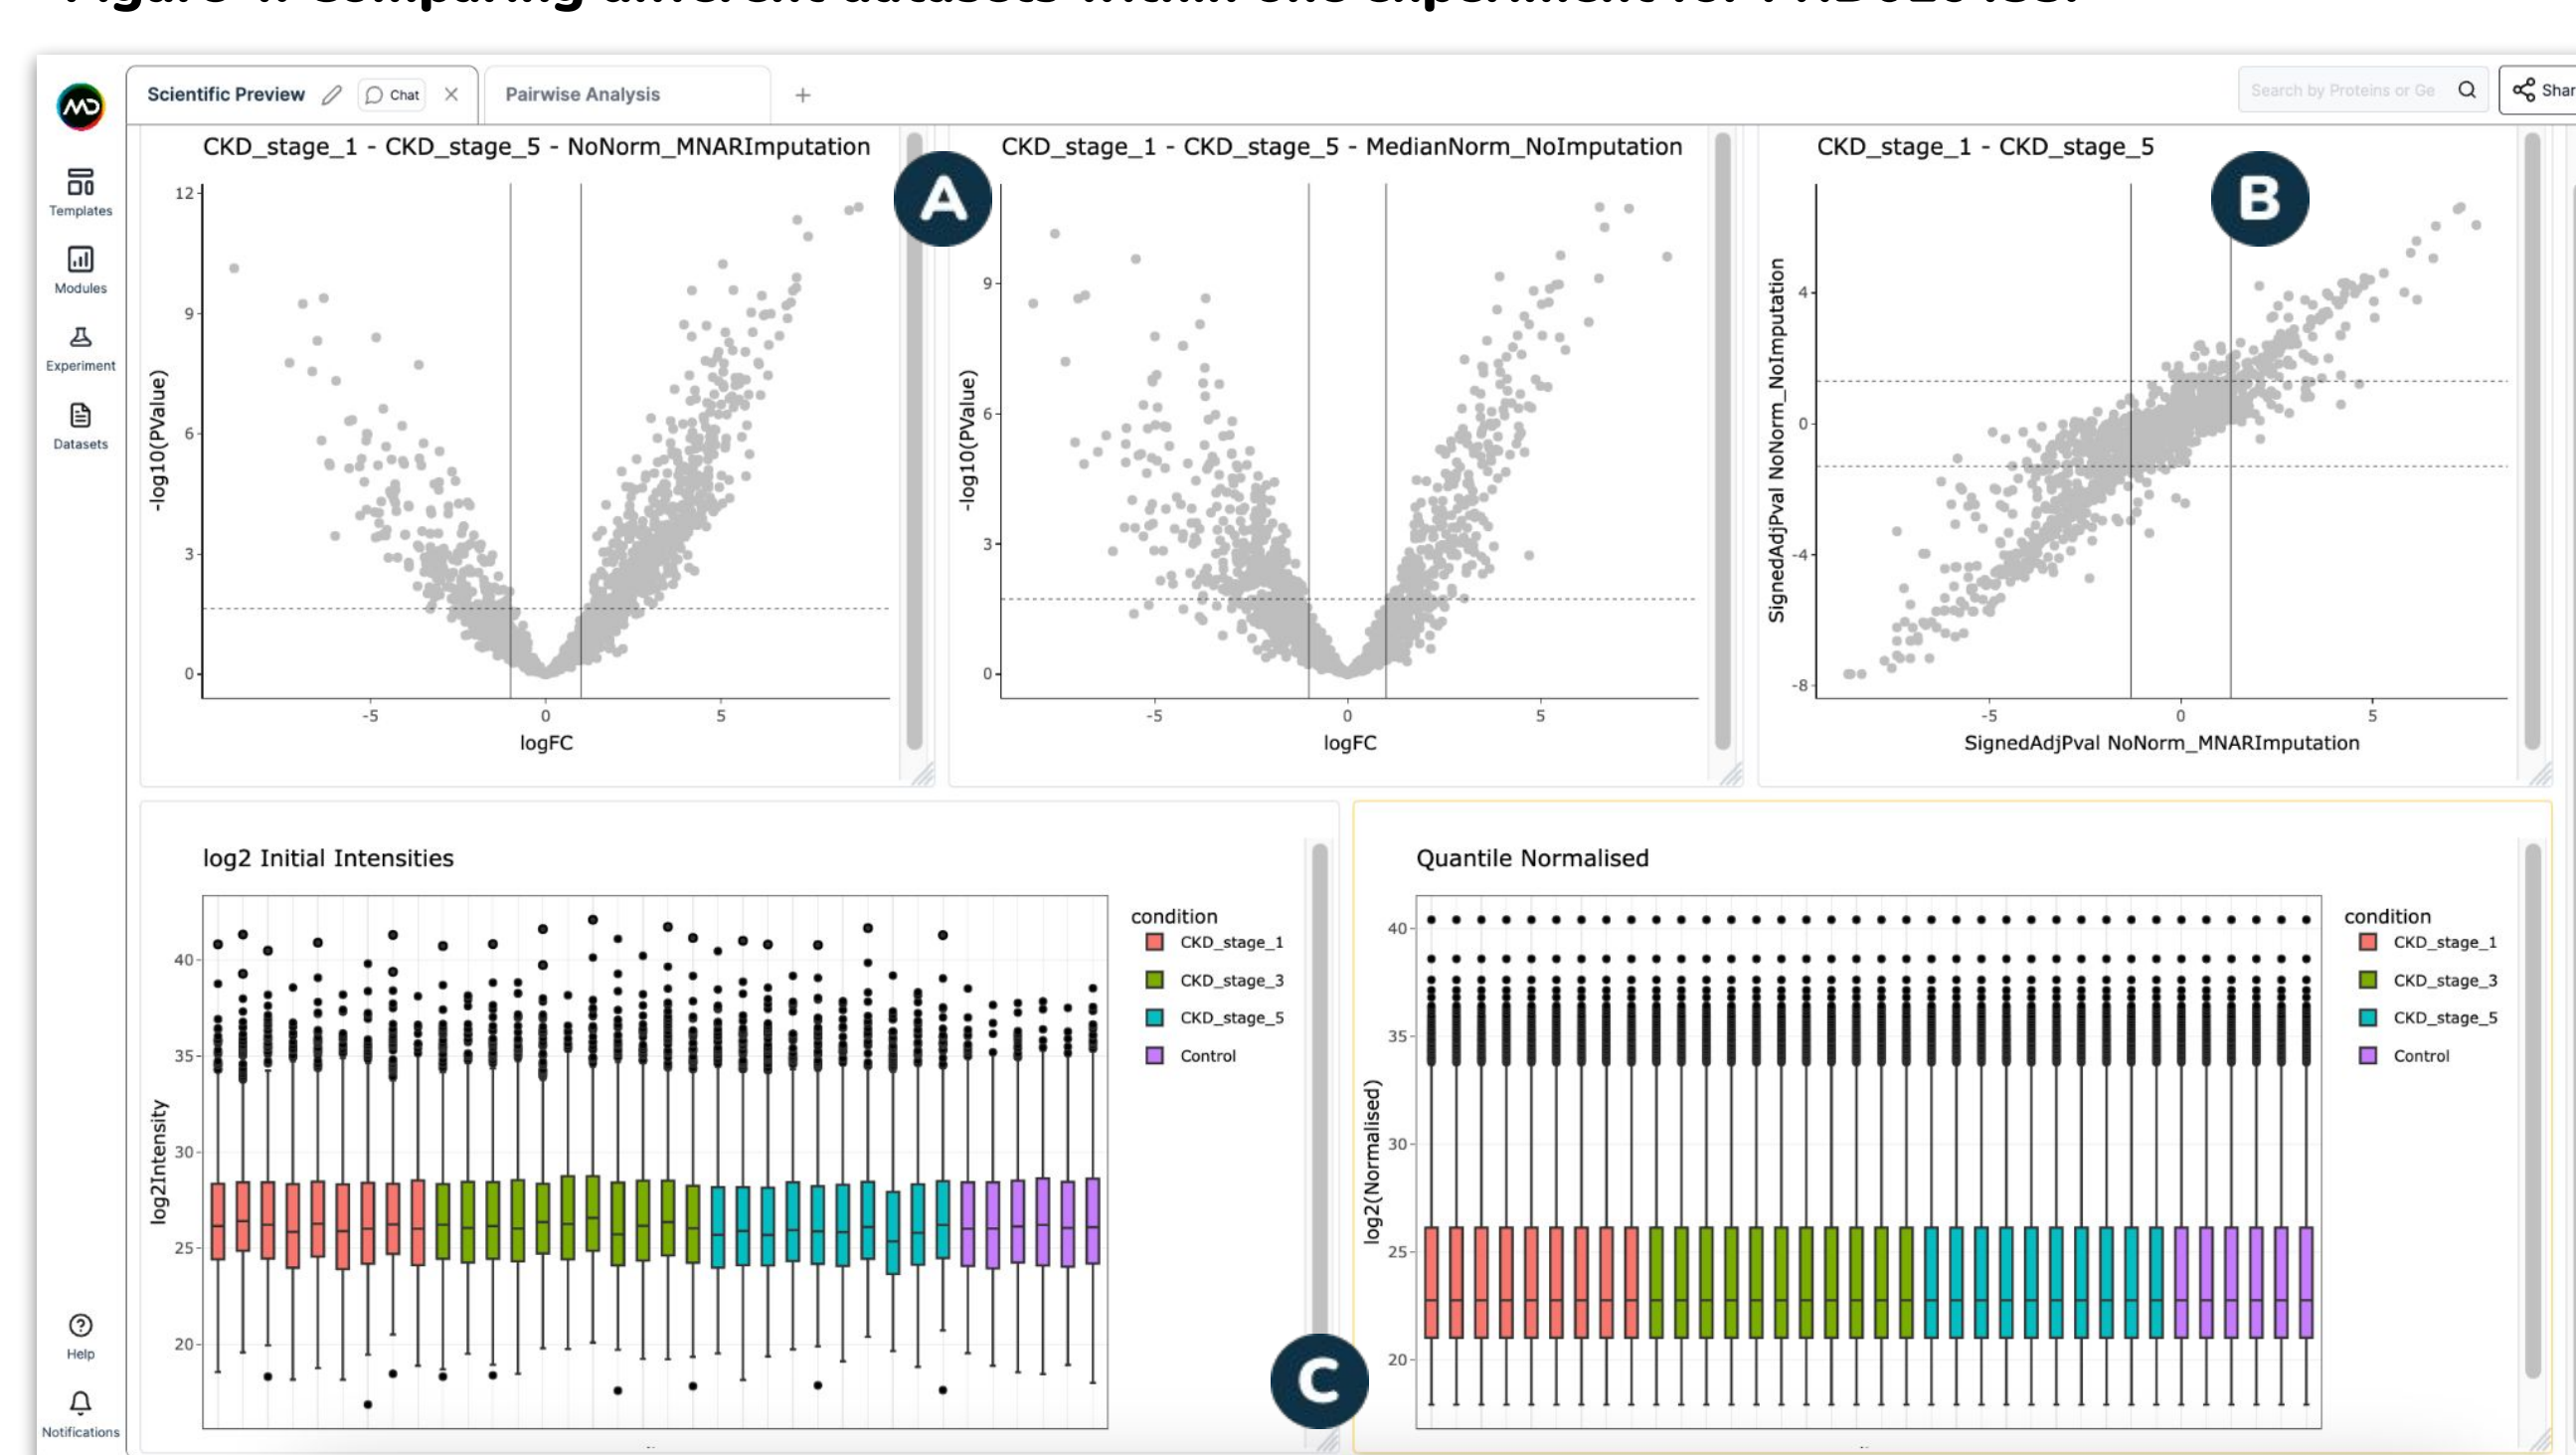 Scientific Preview Chat Pairwise Analysis +
Search by Proteins or Ge
Shar
MD
Templates
Modules
Experiment
Datasets
Help
Notifications
CKD_stage_1 - CKD_stage_5 - NoNorm_MNARImputation
12
9
6
3
0
-5 0 5
-log10(PValue)
logFC
A
CKD_stage_1 - CKD_stage_5 - MedianNorm_NoImputation
9
6
3
0
-5 0 5
-log10(PValue)
logFC
CKD_stage_1 - CKD_stage_5
B
4
0
-4
-8
-5 0 5
SignedAdjPval NoNorm_NoImputation
SignedAdjPval NoNorm_MNARImputation
log2 Initial Intensities
40
35
30
25
20
log2Intensity
condition
CKD_stage_1
CKD_stage_3
CKD_stage_5
Control
C
Quantile Normalised
40
35
30
25
20
log2(Normalised)
condition
CKD_stage_1
CKD_stage_3
CKD_stage_5
Control